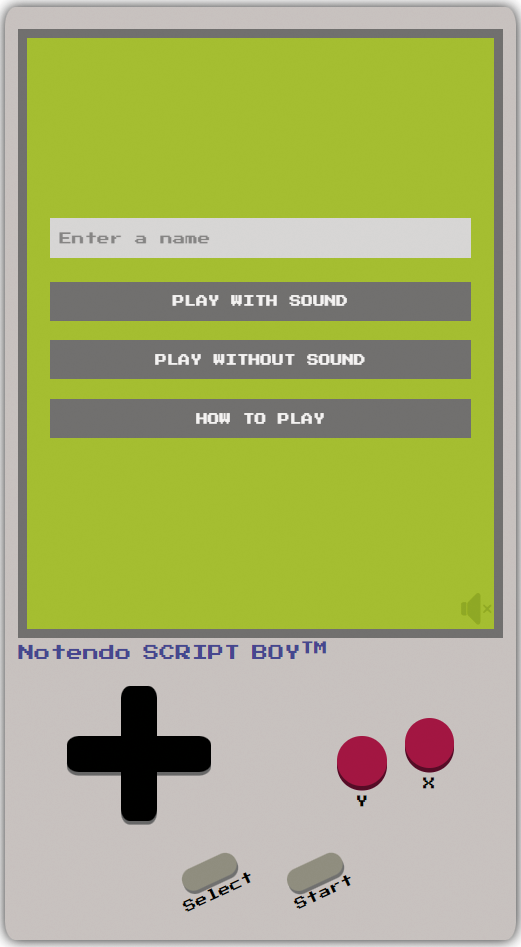 Enter a name
PLAY WITH SOUND
PLAY WITHOUT SOUND
HOW TO PLAY
Notendo SCRIPT BOY™
X
Y
Select
Start